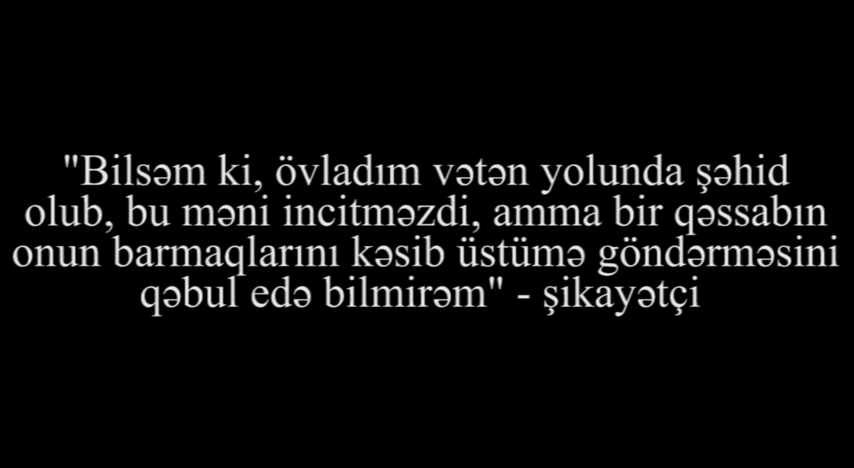 "Bilsəm ki, övladım vətən yolunda şəhid
olub, bu məni incitməzdi, amma bir qəssabın
onun barmaqlarını kəsib üstümə göndərməsini
qəbul edə bilmirəm" - şikayətçi